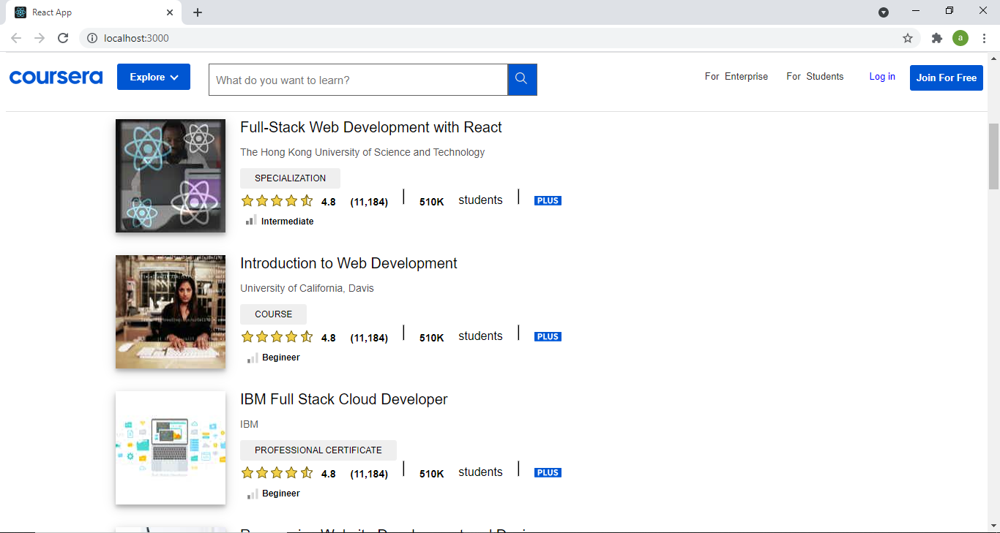 React App
localhost:3000
a
coursera
Explore
What do you want to learn?
For Enterprise
For Students
Log in
Join For Free
Full-Stack Web Development with React
The Hong Kong University of Science and Technology
SPECIALIZATION
4.8 (11,184) | 510K students | PLUS
Intermediate
Introduction to Web Development
University of California, Davis
COURSE
4.8 (11,184) | 510K students | PLUS
Begineer
IBM Full Stack Cloud Developer
IBM
PROFESSIONAL CERTIFICATE
4.8 (11,184) | 510K students | PLUS
Begineer